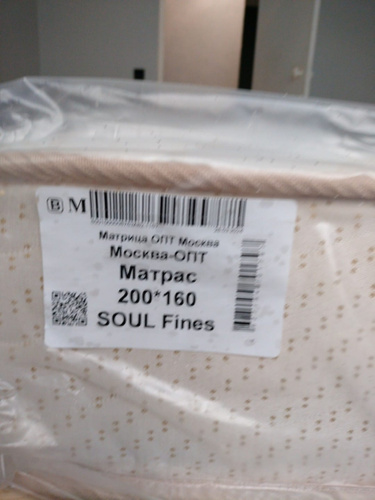 В М
Матрица ОПТ Москва
Москва-ОПТ
Матрас
200*160
SOUL Fines